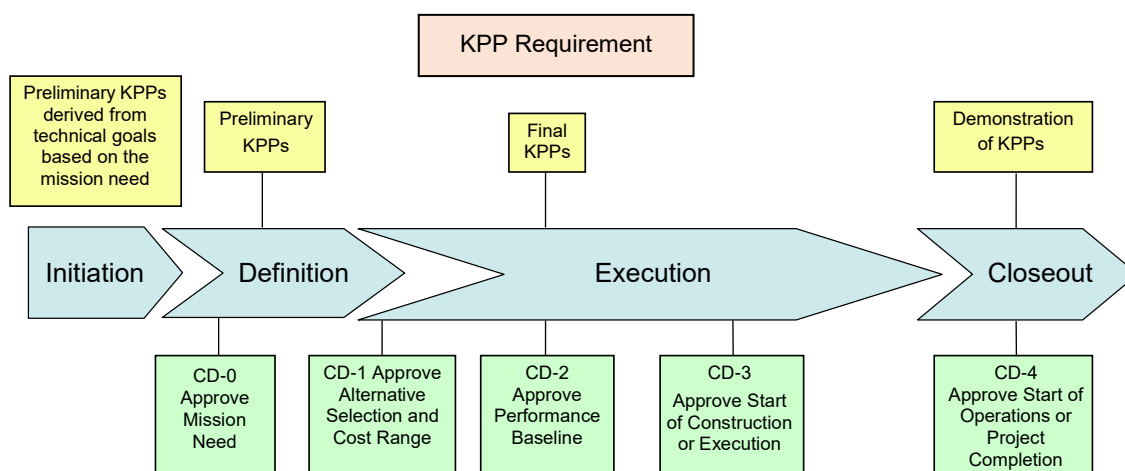 KPP Requirement
Preliminary KPPs
derived from
technical goals
based on the
mission need
Preliminary
KPPs
Final
KPPs
Demonstration
of KPPs
Initiation
Definition
Execution
Closeout
CD-0
Approve
Mission
Need
CD-1 Approve
Alternative
Selection and
Cost Range
CD-2
Approve
Performance
Baseline
CD-3
Approve Start
of Construction
or Execution
CD-4
Approve Start of
Operations or
Project
Completion